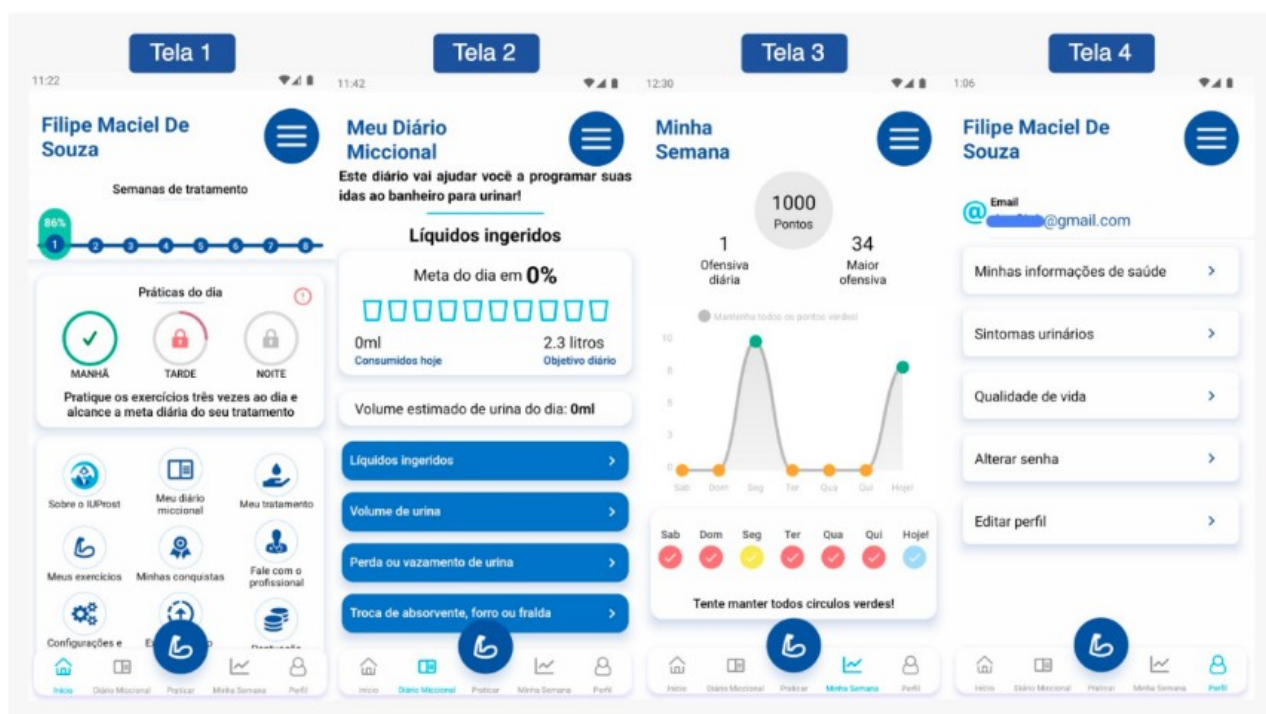 Tela 1
11:22
Filipe Maciel De
Souza
Semanas de tratamento
86%
1 2 3 4 5 6 7 8
Práticas do dia
MANHÃ TARDE NOITE
Pratique os exercícios três vezes ao dia e
alcance a meta diária do seu tratamento
Sobre o IUProst
Meu diário
miccional
Meu tratamento
Meus exercícios
Minhas conquistas
Fale com o
profissional
Configurações e
Início Diário Miccional Praticar Minha Semana Perfil
Tela 2
11:42
Meu Diário
Miccional
Este diário vai ajudar você a programar suas
idas ao banheiro para urinar!
Líquidos ingeridos
Meta do dia em 0%
0ml 2.3 litros
Consumidos hoje Objetivo diário
Volume estimado de urina do dia: 0ml
Líquidos ingeridos
Volume de urina
Perda ou vazamento de urina
Troca de absorvente, forro ou fralda
Início Diário Miccional Praticar Minha Semana Perfil
Tela 3
12:30
Minha
Semana
1000
Pontos
1
Ofensiva
diária
34
Maior
ofensiva
Mantenha todos os pontos verdes!
10
8
5
3
0
Sab Dom Seg Ter Qua Qui Hoje!
Sab Dom Seg Ter Qua Qui Hoje!
Tente manter todos circulos verdes!
Início Diário Miccional Praticar Minha Semana Perfil
Tela 4
1:06
Filipe Maciel De
Souza
@ Email
@gmail.com
Minhas informações de saúde
Sintomas urinários
Qualidade de vida
Alterar senha
Editar perfil
Início Diário Miccional Praticar Minha Semana Perfil